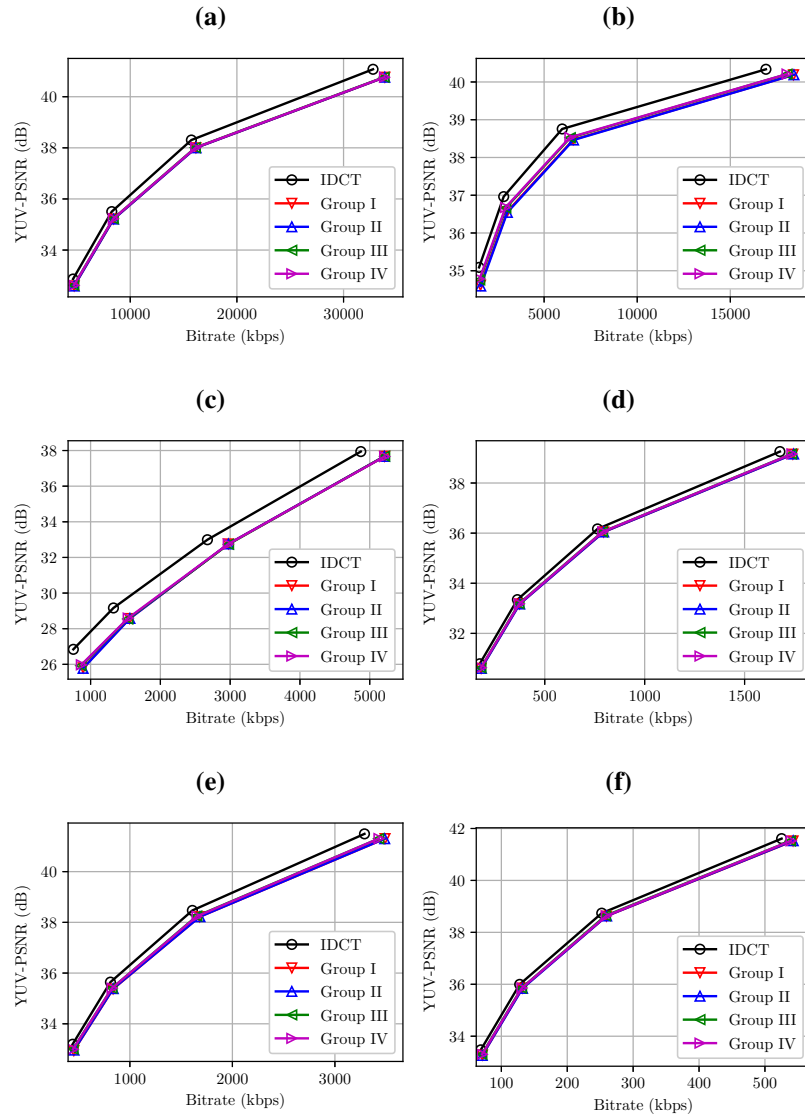 (a)
YUV-PSNR (dB)
40
38
36
34
10000 20000 30000
Bitrate (kbps)
IDCT
Group I
Group II
Group III
Group IV
(b)
YUV-PSNR (dB)
40
39
38
37
36
35
5000 10000 15000
Bitrate (kbps)
IDCT
Group I
Group II
Group III
Group IV
(c)
YUV-PSNR (dB)
38
36
34
32
30
28
26
1000 2000 3000 4000 5000
Bitrate (kbps)
IDCT
Group I
Group II
Group III
Group IV
(d)
YUV-PSNR (dB)
38
36
34
32
500 1000 1500
Bitrate (kbps)
IDCT
Group I
Group II
Group III
Group IV
(e)
YUV-PSNR (dB)
40
38
36
34
1000 2000 3000
Bitrate (kbps)
IDCT
Group I
Group II
Group III
Group IV
(f)
YUV-PSNR (dB)
42
40
38
36
34
100 200 300 400 500
Bitrate (kbps)
IDCT
Group I
Group II
Group III
Group IV